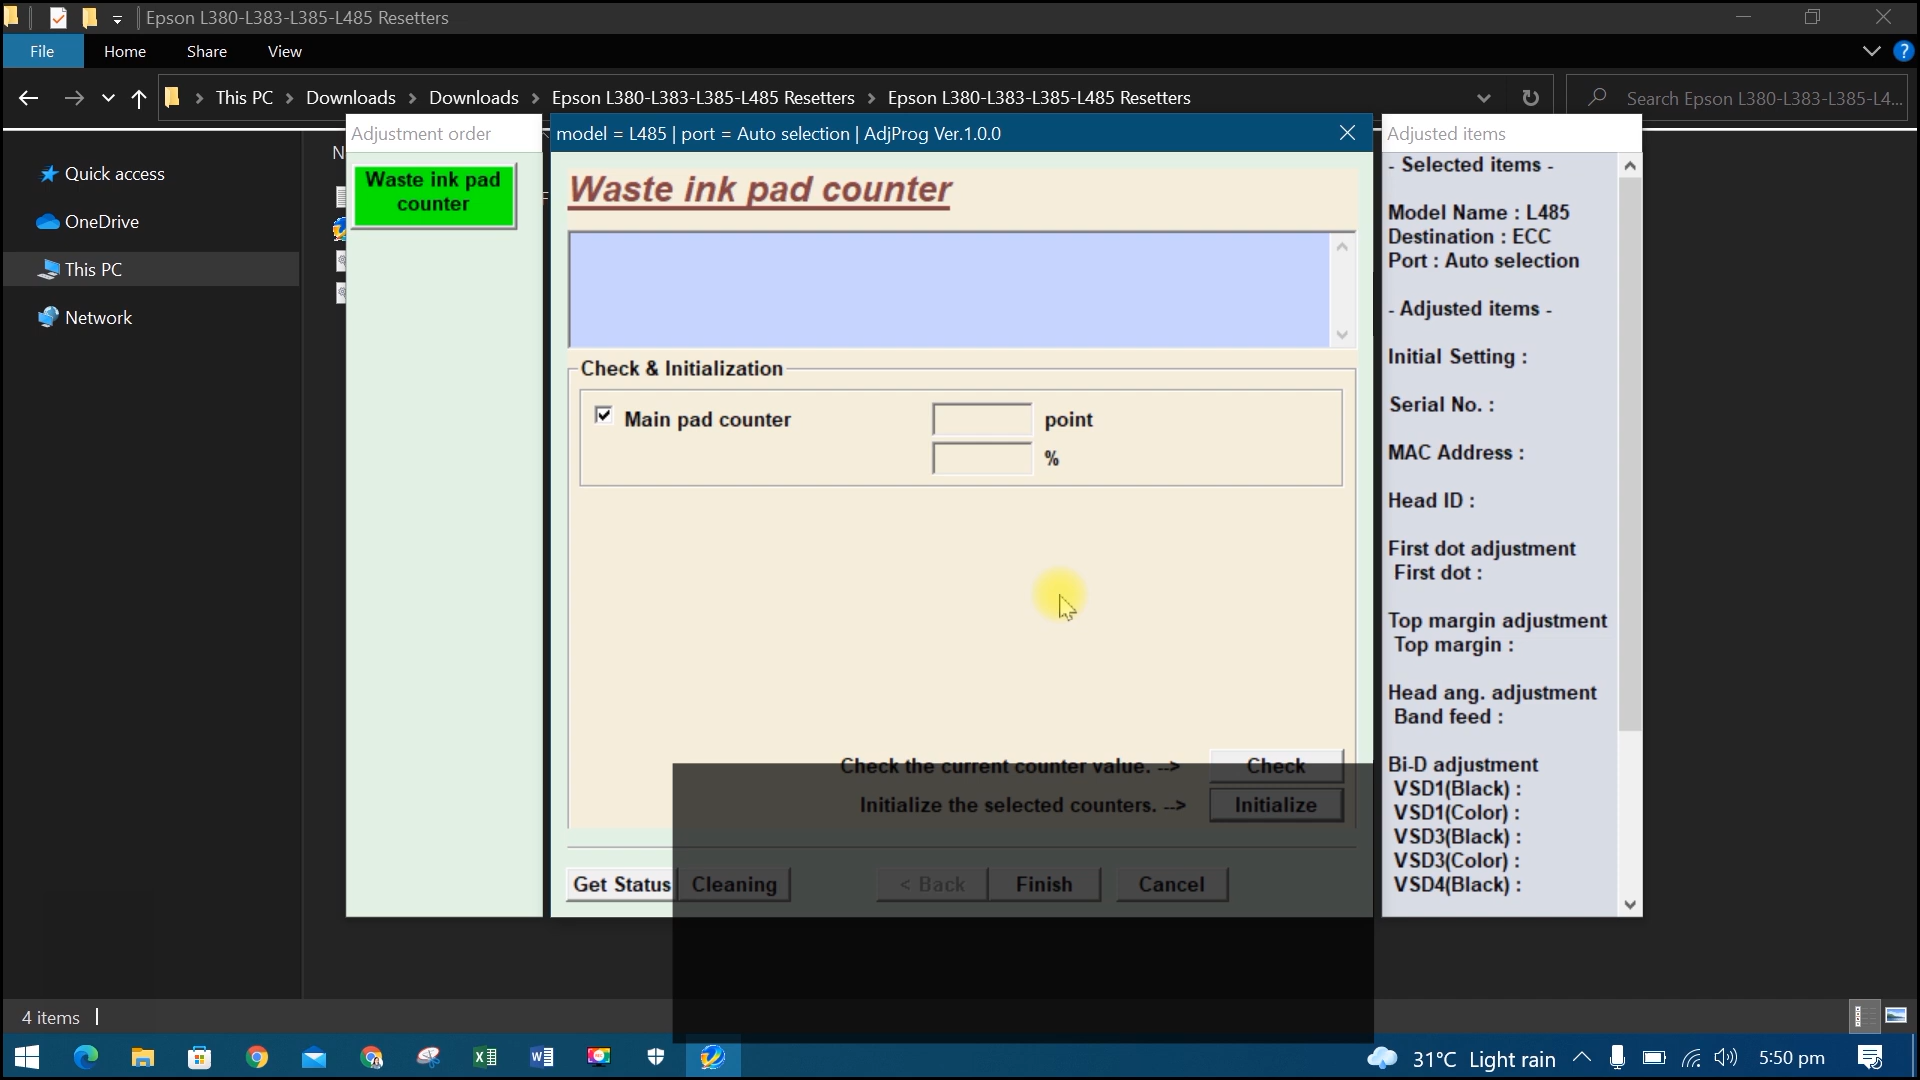 Epson L380-L383-L385-L485 Resetters
File Home Share View
This PC > Downloads > Downloads > Epson L380-L383-L385-L485 Resetters > Epson L380-L383-L385-L485 Resetters
Search Epson L380-L383-L385-L4...
Quick access
OneDrive
This PC
Network
N
Adjustment order
Waste ink pad
counter
model = L485 | port = Auto selection | AdjProg Ver.1.0.0
Waste ink pad counter
Check & Initialization
Main pad counter
point
%
Check the current counter value. -->
Check
Initialize the selected counters. -->
Initialize
Get Status
Cleaning
< Back
Finish
Cancel
Adjusted items
- Selected items -
Model Name : L485
Destination : ECC
Port : Auto selection
- Adjusted items -
Initial Setting :
Serial No. :
MAC Address :
Head ID :
First dot adjustment
First dot :
Top margin adjustment
Top margin :
Head ang. adjustment
Band feed :
Bi-D adjustment
VSD1(Black) :
VSD1(Color) :
VSD3(Black) :
VSD3(Color) :
VSD4(Black) :
4 items
31°C Light rain
5:50 pm